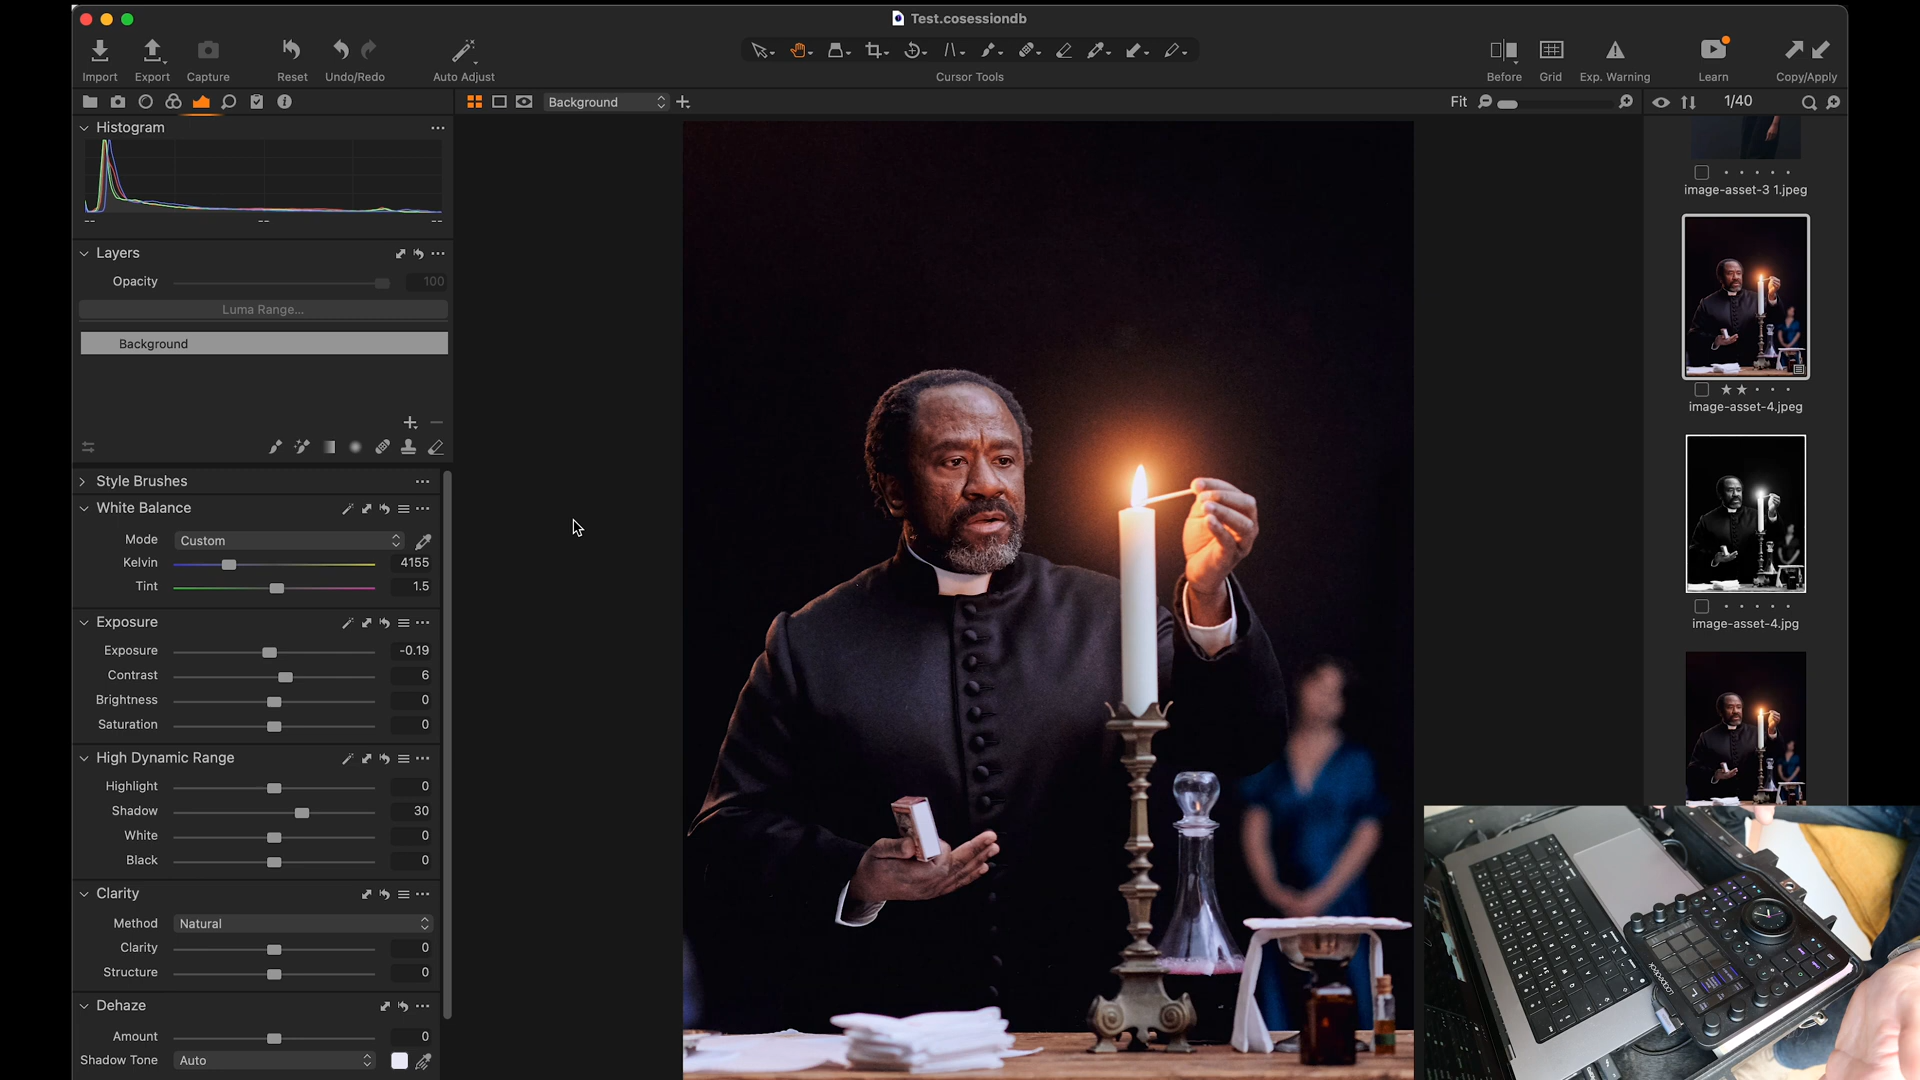 Test.cosessiondb
Import Export Capture Reset Undo/Redo Auto Adjust Cursor Tools Before Grid Exp. Warning Learn Copy/Apply
Background Fit 1/40
Histogram
Layers
Opacity 100
Luma Range...
Background
Style Brushes
White Balance
Mode Custom
Kelvin 4155
Tint 1.5
Exposure
Exposure -0.19
Contrast 6
Brightness 0
Saturation 0
High Dynamic Range
Highlight 0
Shadow 30
White 0
Black 0
Clarity
Method Natural
Clarity 0
Structure 0
Dehaze
Amount 0
Shadow Tone Auto
image-asset-3 1.jpeg
image-asset-4.jpeg
image-asset-4.jpg
loupedeck